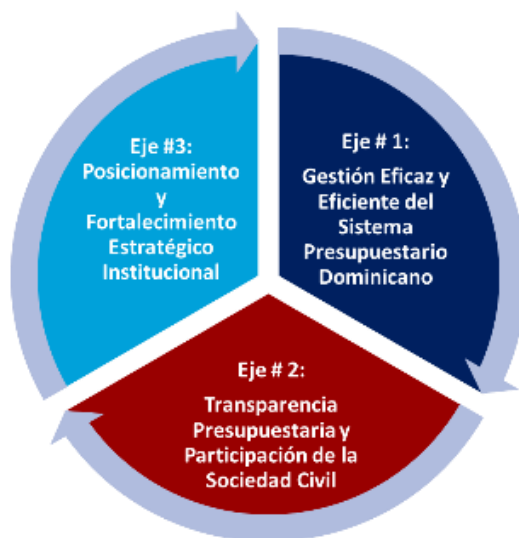 Eje # 1:
Gestión Eficaz y
Eficiente del
Sistema
Presupuestario
Dominicano
Eje # 2:
Transparencia
Presupuestaria y
Participación de la
Sociedad Civil
Eje #3:
Posicionamiento
y
Fortalecimiento
Estratégico
Institucional